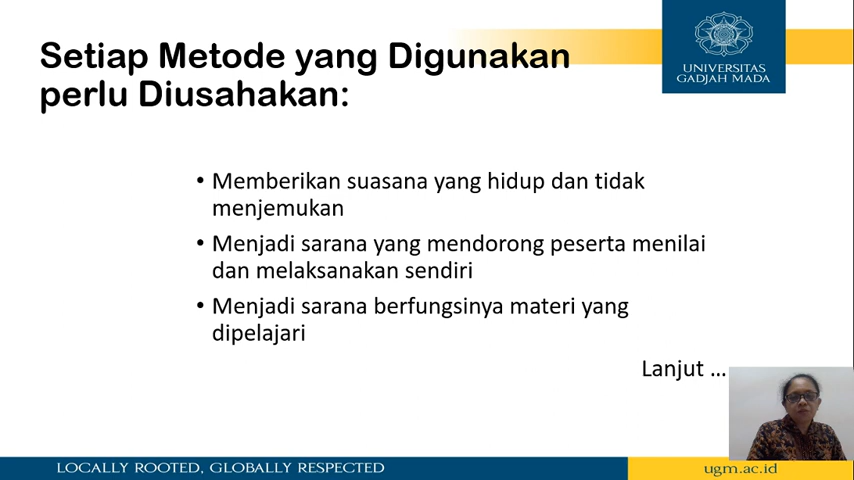 Setiap Metode yang Digunakan
perlu Diusahakan:
UNIVERSITAS
GADJAH MADA
• Memberikan suasana yang hidup dan tidak
menjemukan
• Menjadi sarana yang mendorong peserta menilai
dan melaksanakan sendiri
• Menjadi sarana berfungsinya materi yang
dipelajari
Lanjut ...
LOCALLY ROOTED, GLOBALLY RESPECTED
ugm.ac.id